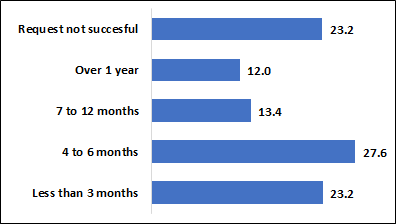 Request not succesful 23.2
Over 1 year 12.0
7 to 12 months 13.4
4 to 6 months 27.6
Less than 3 months 23.2